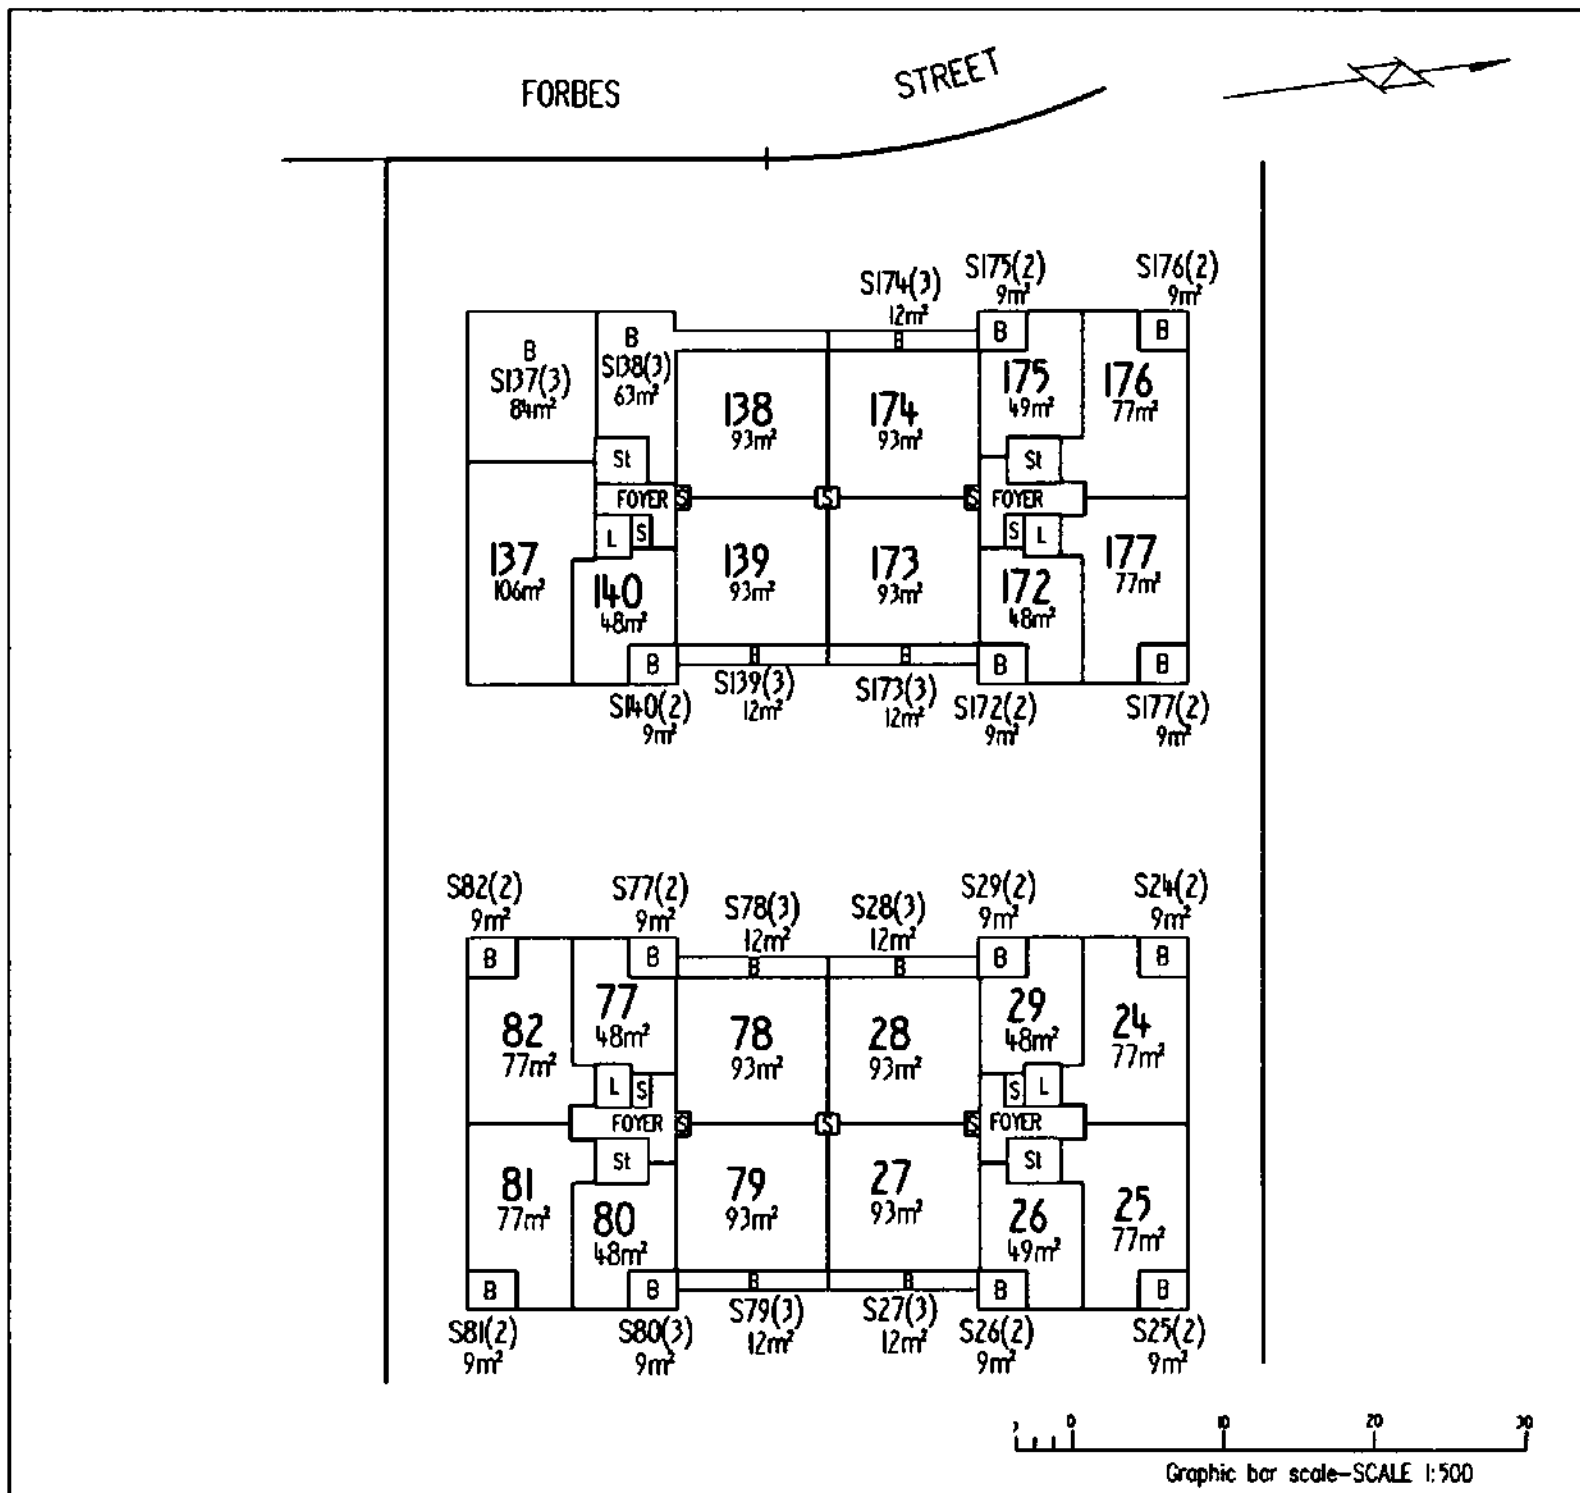 FORBES STREET
S174(3)
12m²
S175(2)
9m²
S176(2)
9m²
B
S137(3)
84m²
B
S138(3)
63m²
B
B
B
138
93m²
174
93m²
175
49m²
176
77m²
St
St
FOYER
S
S
S
FOYER
L
S
S
L
137
106m²
140
48m²
139
93m²
173
93m²
172
48m²
177
77m²
B
B
B
B
B
S140(2)
9m²
S139(3)
12m²
S173(3)
12m²
S172(2)
9m²
S177(2)
9m²
S82(2)
9m²
S77(2)
9m²
S78(3)
12m²
S28(3)
12m²
S29(2)
9m²
S24(2)
9m²
B
B
B
B
B
B
82
77m²
77
48m²
78
93m²
28
93m²
29
48m²
24
77m²
L
S
S
L
FOYER
S
S
S
FOYER
St
St
81
77m²
80
48m²
79
93m²
27
93m²
26
49m²
25
77m²
B
B
B
B
B
B
S81(2)
9m²
S80(3)
9m²
S79(3)
12m²
S27(3)
12m²
S26(2)
9m²
S25(2)
9m²
0 10 20 30
Graphic bar scale-SCALE 1:500